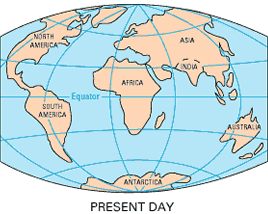 NORTH
AMERICA
ASIA
INDIA
AFRICA
Equator
SOUTH
AMERICA
AUSTRALIA
ANTARCTICA
PRESENT DAY